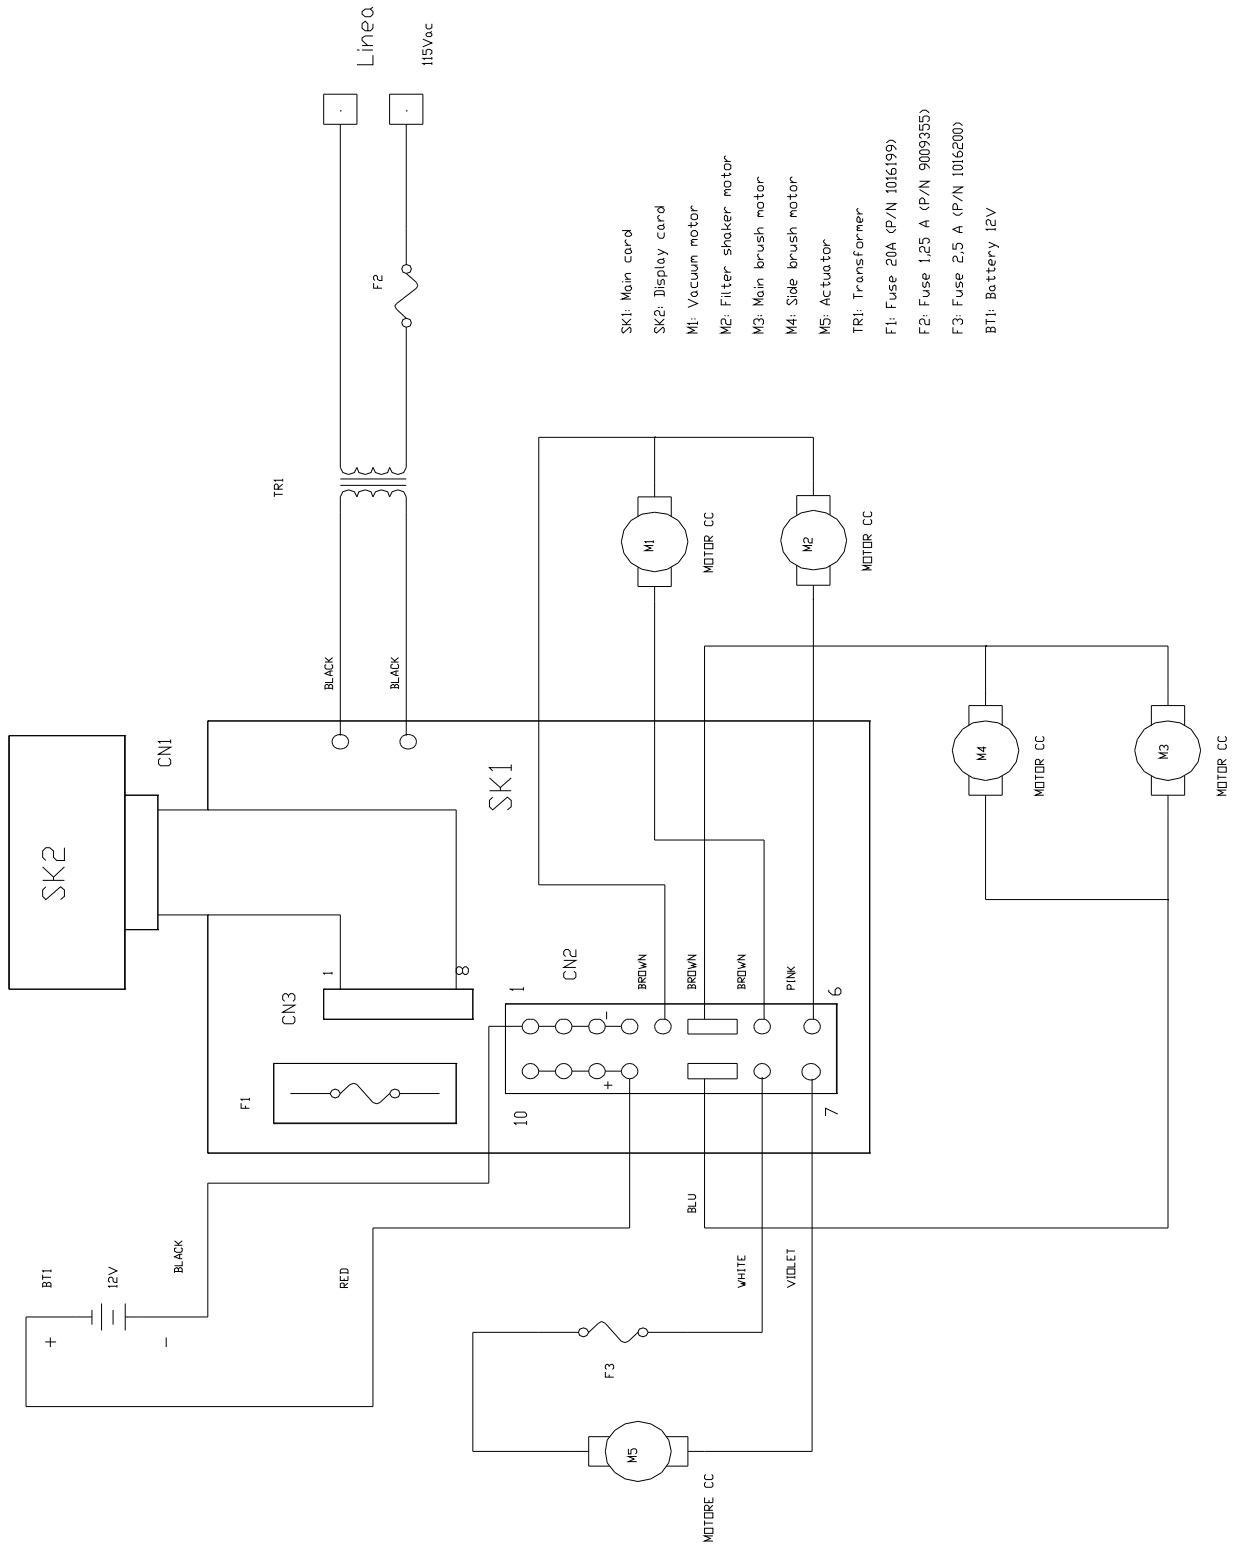 Linea
115Vac
F2
TR1
BLACK
BLACK
SK2
CN1
SK1
CN3
1
8
F1
CN2
1
6
10
7
-
+
BROWN
BROWN
BROWN
PINK
BLU
WHITE
VIOLET
BT1
12V
+
-
BLACK
RED
F3
M5
MOTORE CC
M1
MOTOR CC
M2
MOTOR CC
M4
MOTOR CC
M3
MOTOR CC
SK1: Main card
SK2: Display card
M1: Vacuum motor
M2: Filter shaker motor
M3: Main brush motor
M4: Side brush motor
M5: Actuator
TR1: Transformer
F1: Fuse 20A (P/N 1016199)
F2: Fuse 1,25 A (P/N 9009355)
F3: Fuse 2,5 A (P/N 1016200)
BT1: Battery 12V